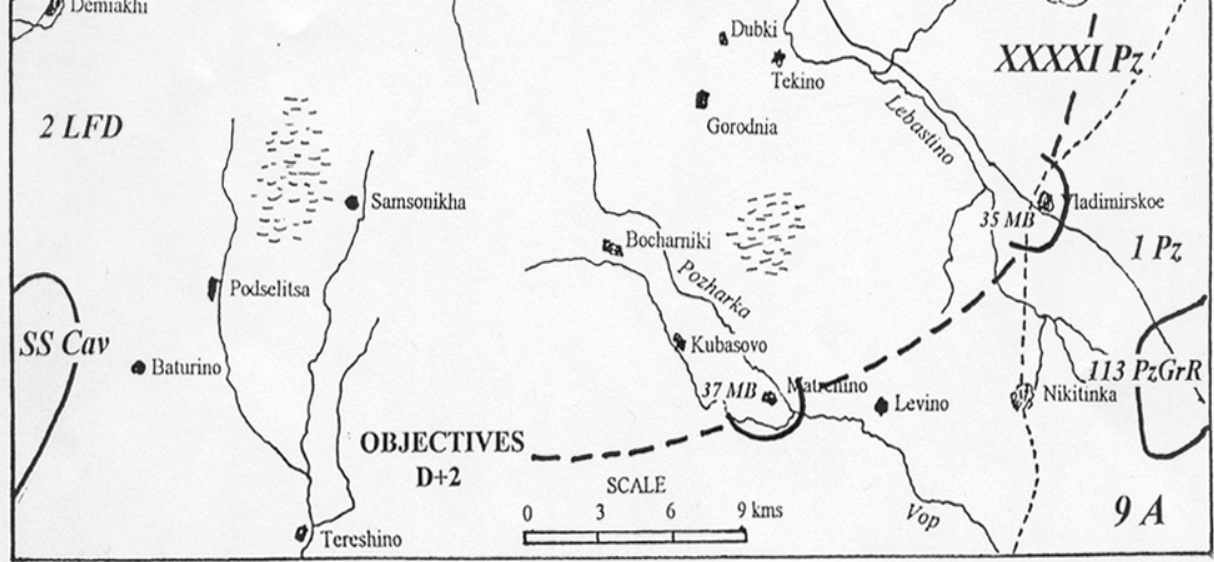 Demiakhi
Dubki
XXXXI Pz
Tekino
Gorodnia
Lebastino
2 LFD
Samsonikha
Vladimirskoe
35 MB
Bocharniki
1 Pz
Pozharka
Podselitsa
SS Cav
Kubasovo
Baturino
113 PzGrR
37 MB
Matrenino
Nikitinka
Levino
OBJECTIVES
D+2
SCALE
0 3 6 9 kms
9 A
Vop
Tereshino